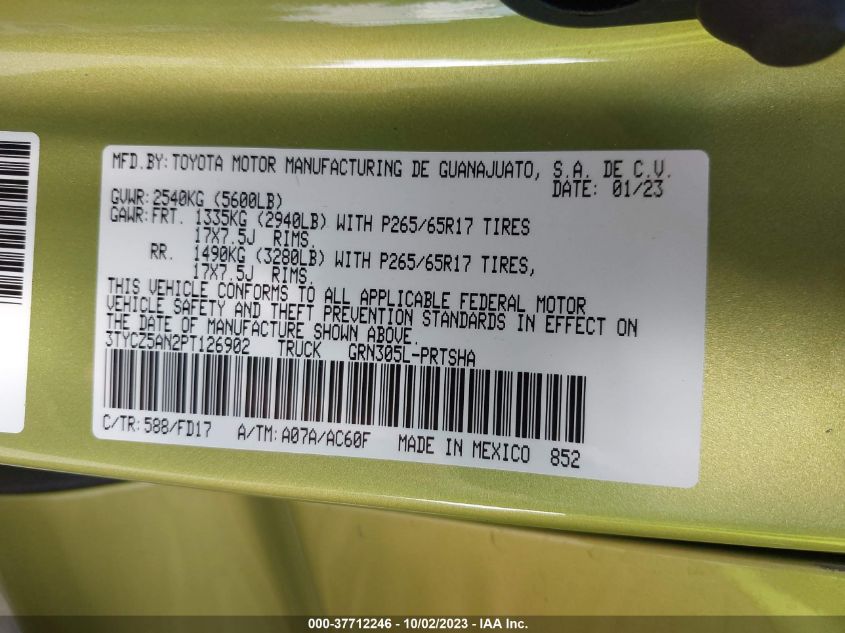 MFD.BY:TOYOTA MOTOR MANUFACTURING DE GUANAJUATO, S.A. DE C.V.
DATE: 01/23
GVWR:2540KG (5600LB)
GAWR:FRT. 1335KG (2940LB) WITH P265/65R17 TIRES
17X7.5J RIMS.
RR. 1490KG (3280LB) WITH P265/65R17 TIRES,
17X7.5J RIMS.
THIS VEHICLE CONFORMS TO ALL APPLICABLE FEDERAL MOTOR
VEHICLE SAFETY AND THEFT PREVENTION STANDARDS IN EFFECT ON
THE DATE OF MANUFACTURE SHOWN ABOVE.
3TYCZ5AN2PT126902 TRUCK GRN305L-PRTSHA
C/TR:588/FD17 A/TM:A07A/AC60F MADE IN MEXICO 852
000-37712246 - 10/02/2023 - IAA Inc.